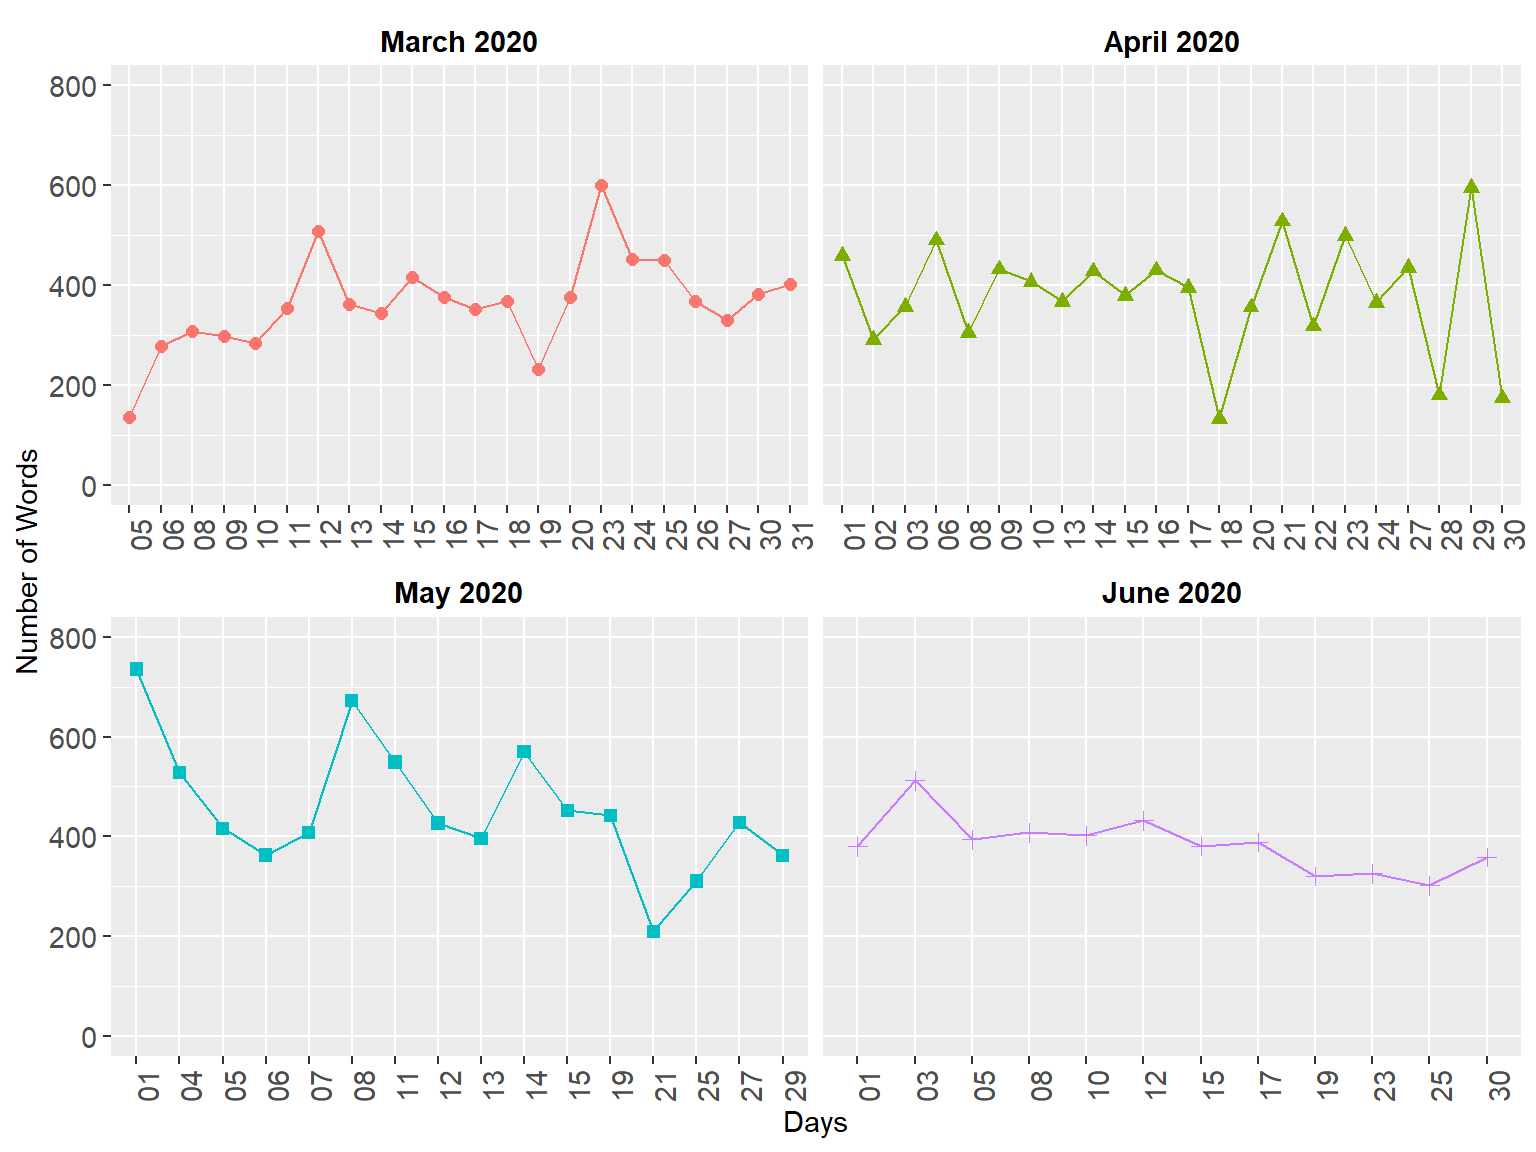 March 2020
April 2020
800
600
400
200
0
05 06 08 09 10 11 12 13 14 15 16 17 18 19 20 23 24 25 26 27 30 31
01 02 03 06 08 09 10 13 14 15 16 17 18 20 21 22 23 24 27 28 29 30
Number of Words
May 2020
June 2020
800
600
400
200
0
01 04 05 06 07 08 11 12 13 14 15 19 21 25 27 29
01 03 05 08 10 12 15 17 19 23 25 30
Days